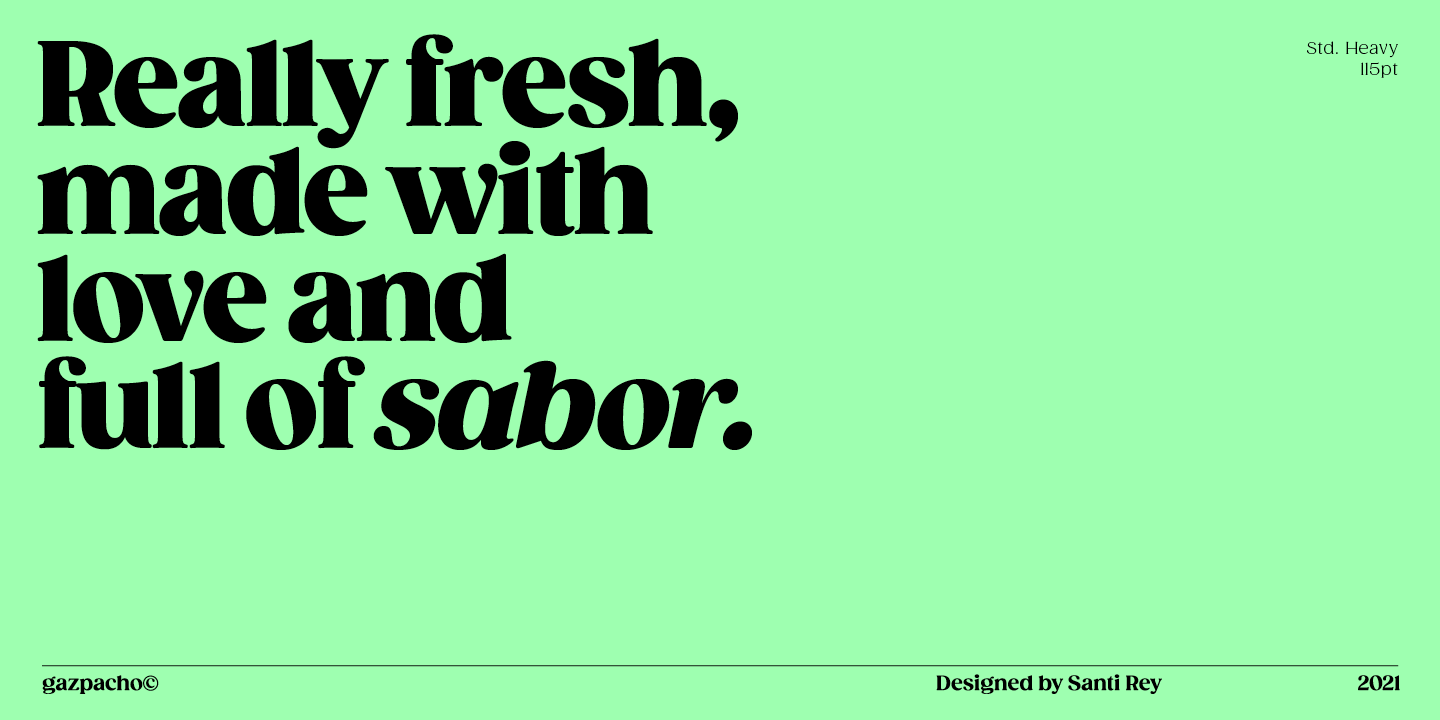 Really fresh,
made with
love and
full of sabor.
Std. Heavy
115pt
gazpacho©
Designed by Santi Rey
2021